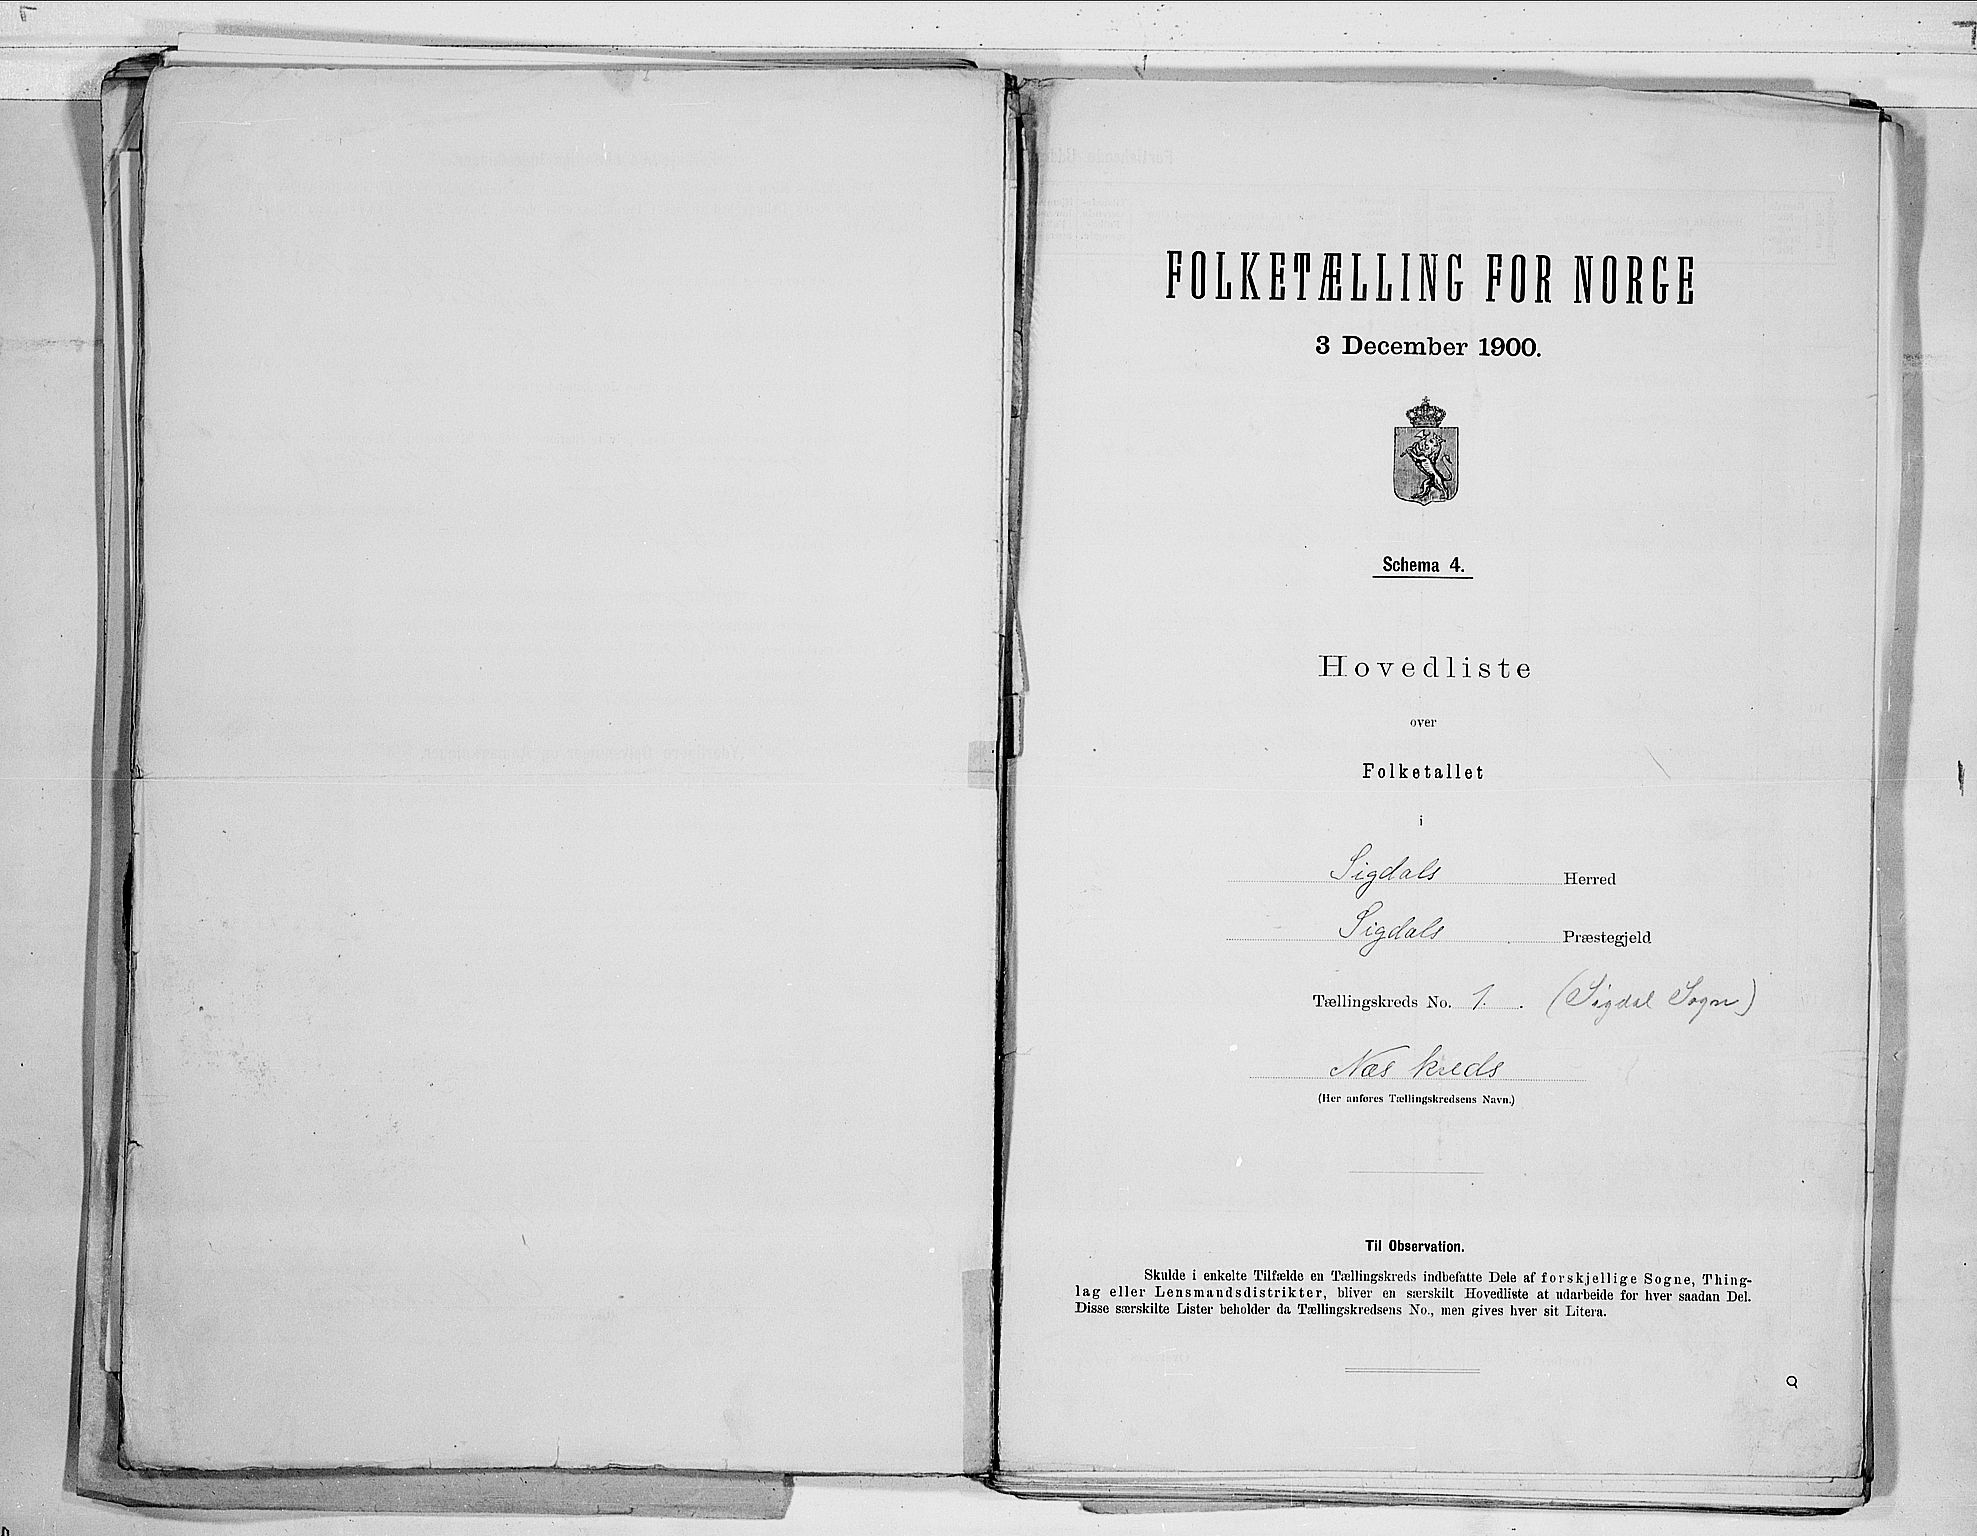 FOLKETÆLLING FOR NORGE
3 December 1900.
Schema 4.
Hovedliste
over
Folketallet
i
Sigdals Herred
Sigdals Præstegjeld
Tællingskreds No. 1. (Sigdal Sogn)
Næs kreds
(Her anføres Tællingskredsens Navn.)
Til Observation.
Skulde i enkelte Tilfælde en Tællingskreds indbefatte Dele af forskjellige Sogne, Thing-
lag eller Lensmandsdistrikter, bliver en særskilt Hovedliste at udarbeide for hver saadan Del.
Disse særskilte Lister beholder da Tællingskredsens No., men gives hver sit Litera.